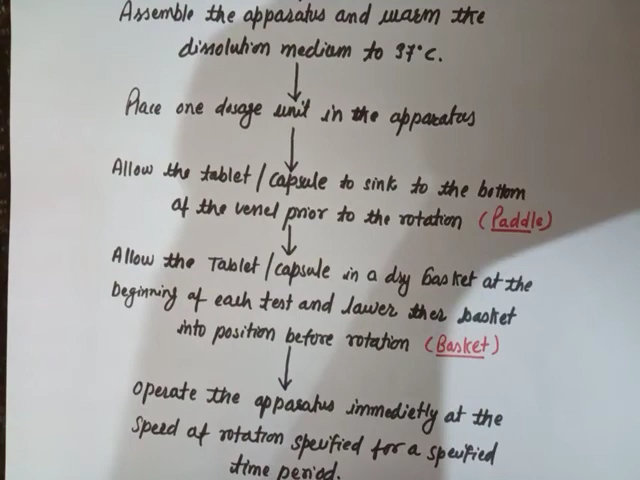 Assemble the apparatus and warm the
dissolution medium to 37°C.
Place one dosage unit in the apparatus
Allow the tablet / capsule to sink to the bottom
of the vessel prior to the rotation (Paddle)
Allow the Tablet / capsule in a dry basket at the
beginning of each test and lower the basket
into position before rotation (Basket)
Operate the apparatus immedietly at the
speed of rotation specified for a specified
time period.